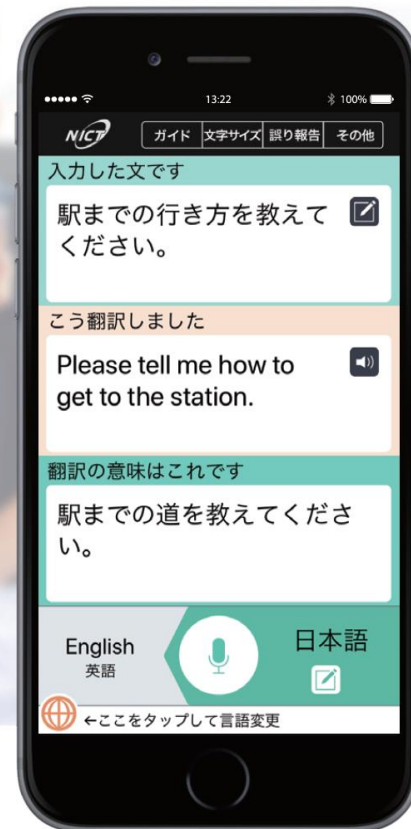 13:22 100%
NICT ガイド 文字サイズ 誤り報告 その他
入力した文です
駅までの行き方を教えて
ください。
こう翻訳しました
Please tell me how to
get to the station.
翻訳の意味はこれです
駅までの道を教えてくださ
い。
English
英語
日本語
←ここをタップして言語変更